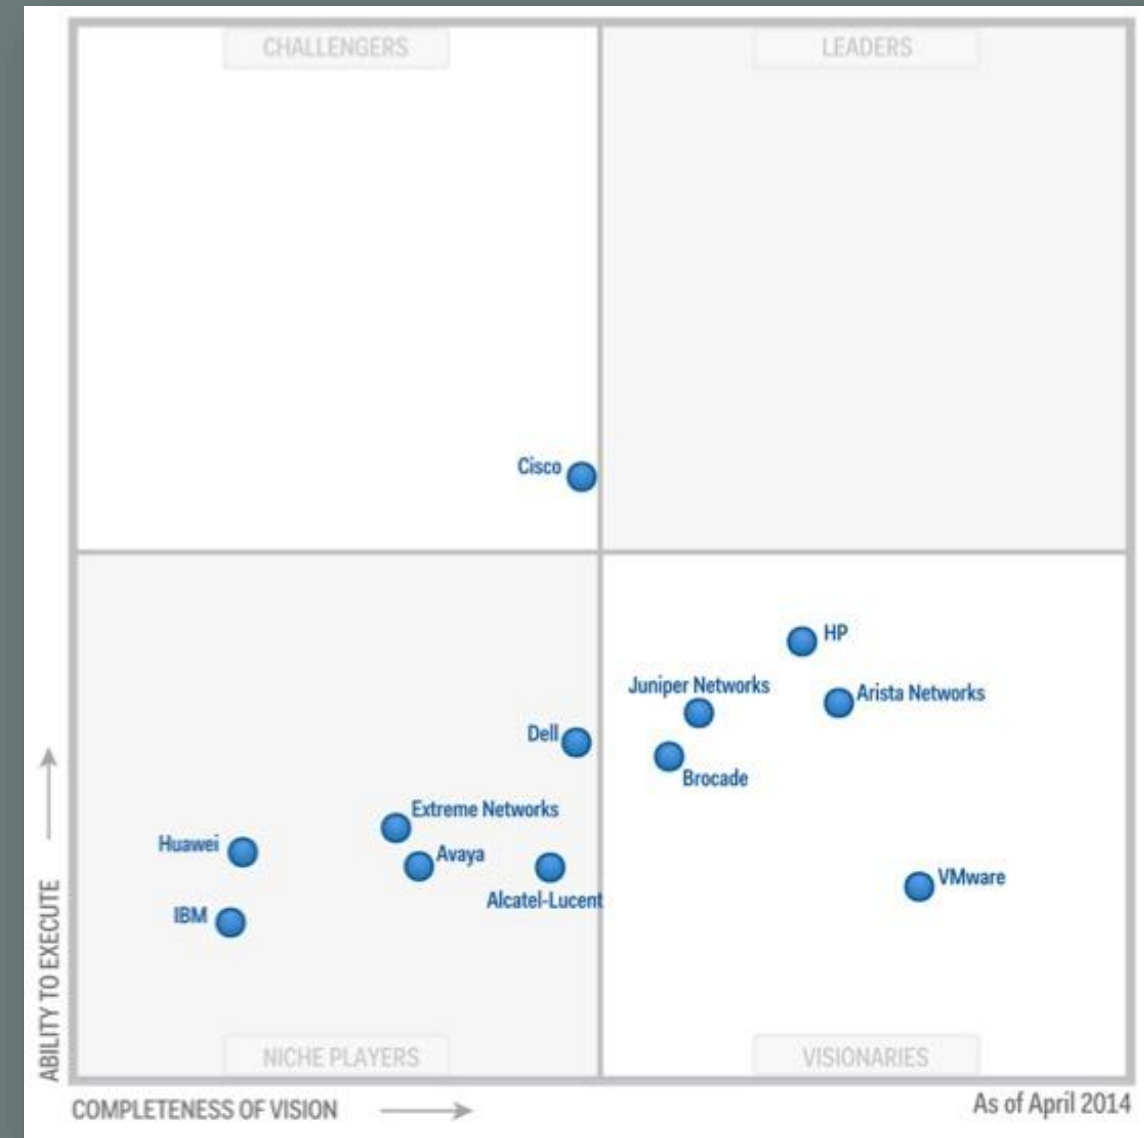 CHALLENGERS
LEADERS
Cisco
HP
Juniper Networks
Arista Networks
Dell
Brocade
Extreme Networks
Huawei
Avaya
VMware
Alcatel-Lucent
IBM
ABILITY TO EXECUTE
NICHE PLAYERS
VISIONARIES
COMPLETENESS OF VISION
As of April 2014